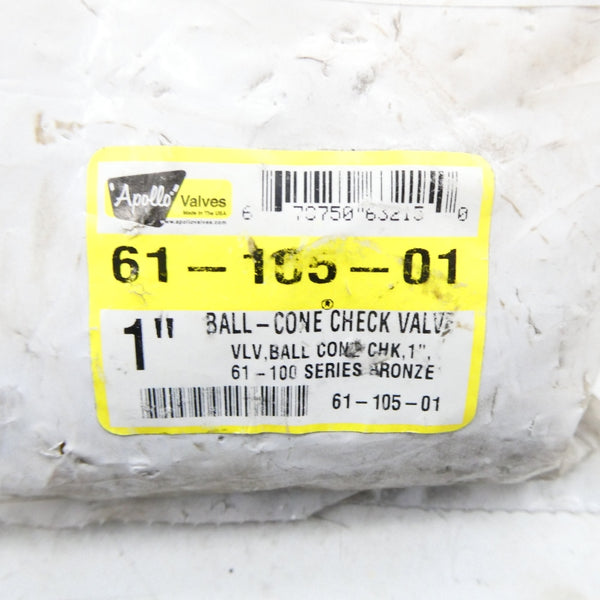 "Apollo" Valves
Made In The USA
www.apollovalves.com
6 70750 63213 0
61-105-01
®
1" BALL-CONE CHECK VALVE
VLV,BALL CONE CHK,1",
61-100 SERIES BRONZE
61-105-01